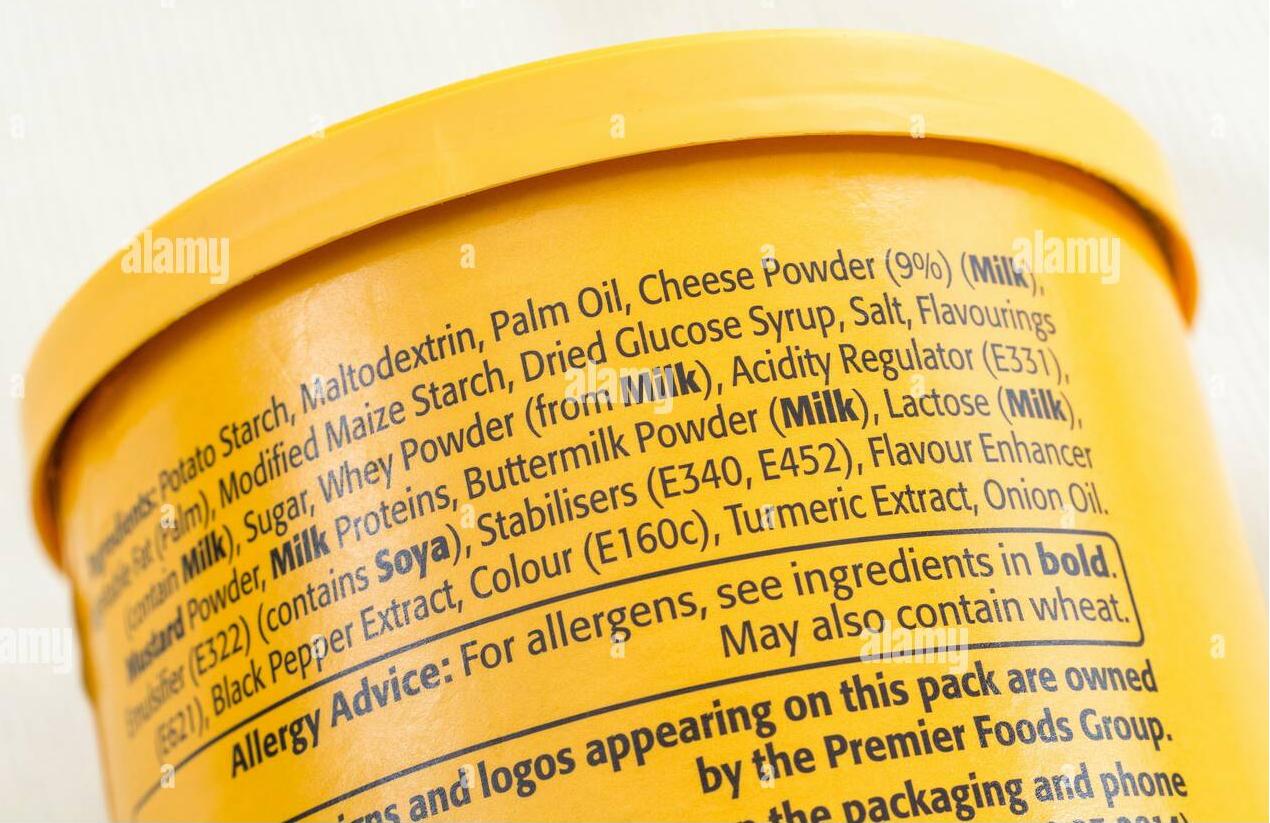 Ingredients: Potato Starch, Maltodextrin, Palm Oil, Cheese Powder (9%) (Milk),
Fat (Palm), Modified Maize Starch, Dried Glucose Syrup, Salt, Flavourings
(contain Milk), Sugar, Whey Powder (from Milk), Acidity Regulator (E331),
Mustard Powder, Milk Proteins, Buttermilk Powder (Milk), Lactose (Milk),
Emulsifier (E322) (contains Soya), Stabilisers (E340, E452), Flavour Enhancer
(E621), Black Pepper Extract, Colour (E160c), Turmeric Extract, Onion Oil.
Allergy Advice: For allergens, see ingredients in bold.
May also contain wheat.
and logos appearing on this pack are owned
by the Premier Foods Group.
the packaging and phone
alamy
alamy
alamy
alamy